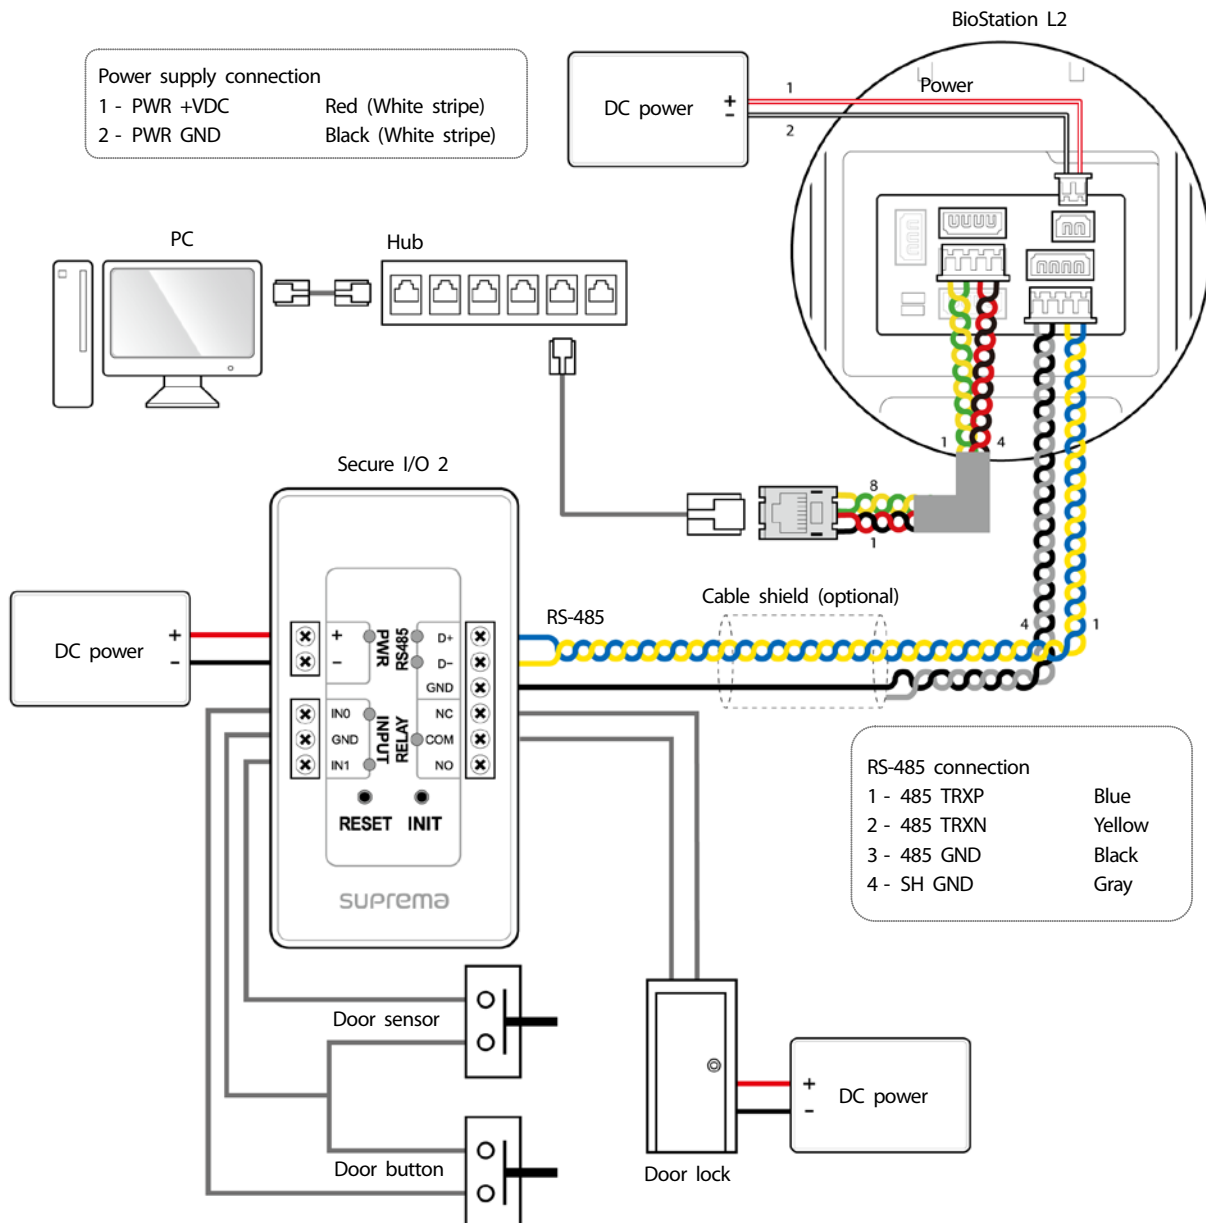 BioStation L2
Power supply connection
1 - PWR +VDC Red (White stripe)
2 - PWR GND Black (White stripe)
DC power
+
-
1
2
Power
PC
Hub
1
4
8
1
Secure I/O 2
DC power
+
-
+
-
PWR
RS485
D+
D-
GND
IN0
GND
IN1
INPUT
RELAY
NC
COM
NO
RESET INIT
suprema
RS-485
Cable shield (optional)
4
1
RS-485 connection
1 - 485 TRXP Blue
2 - 485 TRXN Yellow
3 - 485 GND Black
4 - SH GND Gray
Door sensor
Door button
Door lock
+
-
DC power